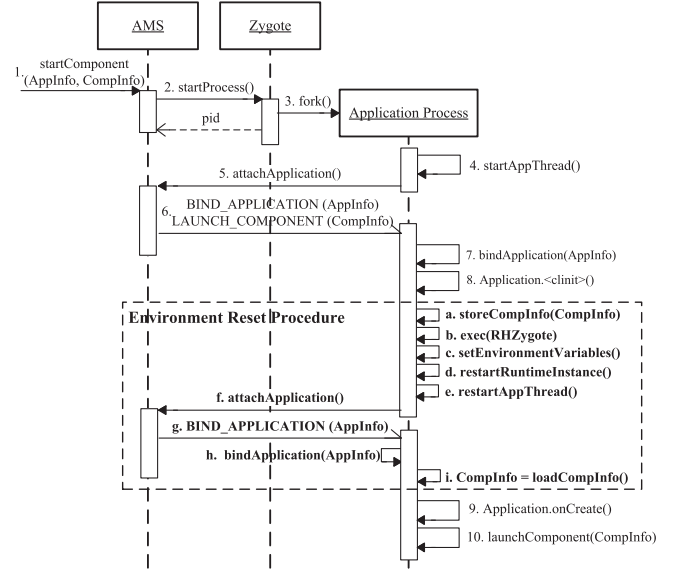 AMS
Zygote
startComponent
1.
(AppInfo, CompInfo)
2. startProcess()
3. fork()
pid
Application Process
4. startAppThread()
5. attachApplication()
6.
BIND_APPLICATION (AppInfo)
LAUNCH_COMPONENT (CompInfo)
7. bindApplication(AppInfo)
8. Application.<clinit>()
Environment Reset Procedure
a. storeCompInfo(CompInfo)
b. exec(RHZygote)
c. setEnvironmentVariables()
d. restartRuntimeInstance()
e. restartAppThread()
f. attachApplication()
g. BIND_APPLICATION (AppInfo)
h. bindApplication(AppInfo)
i. CompInfo = loadCompInfo()
9. Application.onCreate()
10. launchComponent(CompInfo)